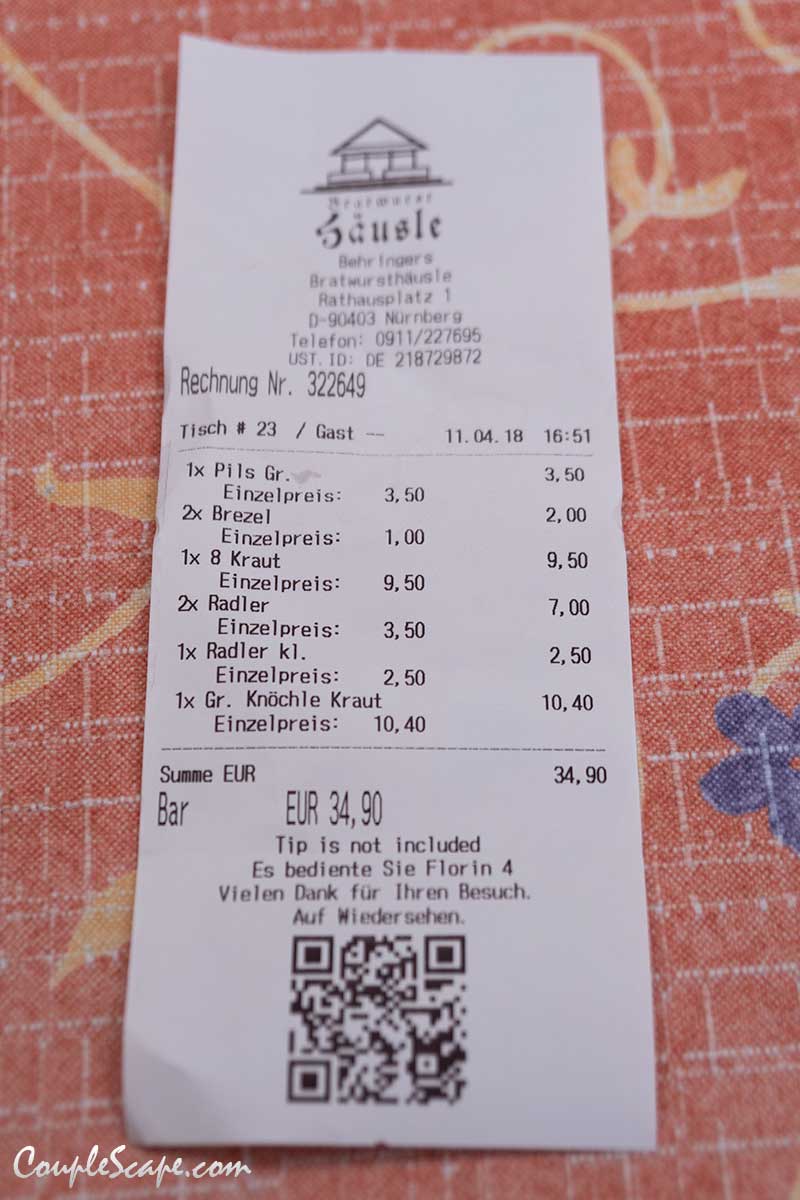 Bratwurst
Häusle
Behringers
Bratwursthäusle
Rathausplatz 1
D-90403 Nürnberg
Telefon: 0911/227695
UST.ID: DE 218729872
Rechnung Nr. 322649
Tisch # 23 / Gast -- 11.04.18 16:51
1x Pils Gr. 3,50
Einzelpreis: 3,50
2x Brezel 2,00
Einzelpreis: 1,00
1x 8 Kraut 9,50
Einzelpreis: 9,50
2x Radler 7,00
Einzelpreis: 3,50
1x Radler kl. 2,50
Einzelpreis: 2,50
1x Gr. Knöchle Kraut 10,40
Einzelpreis: 10,40
Summe EUR 34,90
Bar EUR 34,90
Tip is not included
Es bediente Sie Florin 4
Vielen Dank für Ihren Besuch.
Auf Wiedersehen.
CoupleScape.com